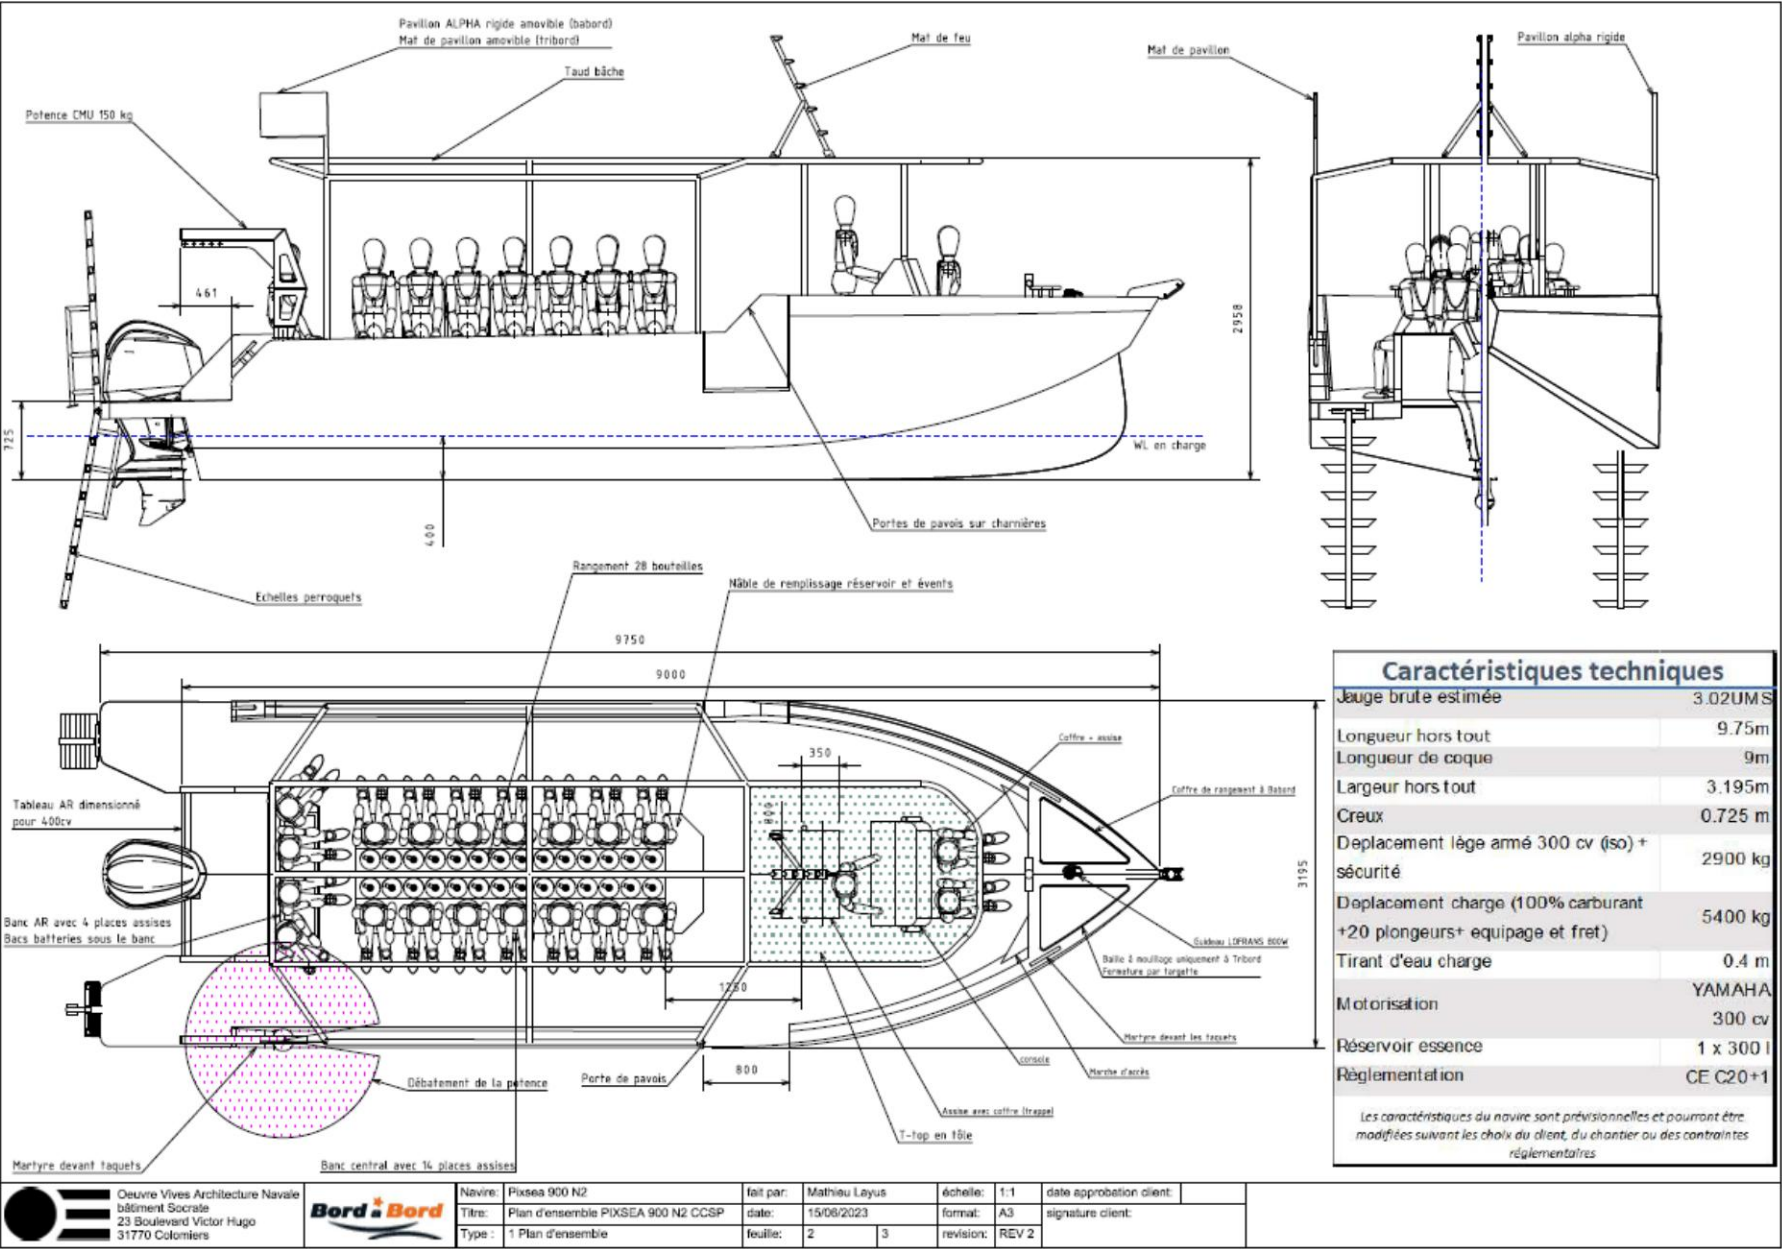 Pavillon ALPHA rigide amovible (babord)
Mat de pavillon amovible (tribord)
Mat de feu
Taud bâche
Potence CMU 150 kg
Mat de pavillon
Pavillon alpha rigide
461
2958
725
WL en charge
400
Portes de pavois sur charnières
Echelles perroquets
Rangement 28 bouteilles
Nâble de remplissage réservoir et évents
9750
9000
350
Coffre + assise
800
Coffre de rangement à Babord
3195
Tableau AR dimensionné
pour 400cv
Banc AR avec 4 places assises
Bacs batteries sous le banc
Guideau LOFRANS 800W
Baille à mouillage uniquement à Tribord
Fermeture par targette
1250
Martyre devant les taquets
console
Marche d'accès
800
Débatement de la potence
Porte de pavois
Assise avec coffre (trappe)
T-top en tôle
Martyre devant taquets
Banc central avec 14 places assises
Caractéristiques techniques
Jauge brute estimée 3.02UMS
Longueur hors tout 9.75m
Longueur de coque 9m
Largeur hors tout 3.195m
Creux 0.725 m
Deplacement lège armé 300 cv (iso) +
sécurité 2900 kg
Deplacement charge (100% carburant
+20 plongeurs+ equipage et fret) 5400 kg
Tirant d'eau charge 0.4 m
Motorisation YAMAHA
300 cv
Réservoir essence 1 x 300 l
Règlementation CE C20+1
Les caractéristiques du navire sont prévisionnelles et pourront être
modifiées suivant les choix du client, du chantier ou des contraintes
réglementaires
Oeuvre Vives Architecture Navale
bâtiment Socrate
23 Boulevard Victor Hugo
31770 Colomiers
Bord à Bord
Navire: Pixsea 900 N2 fait par: Mathieu Layus échelle: 1:1 date approbation client:
Titre: Plan d'ensemble PIXSEA 900 N2 CCSP date: 15/06/2023 format: A3 signature client:
Type : 1 Plan d'ensemble feuille: 2 3 revision: REV 2